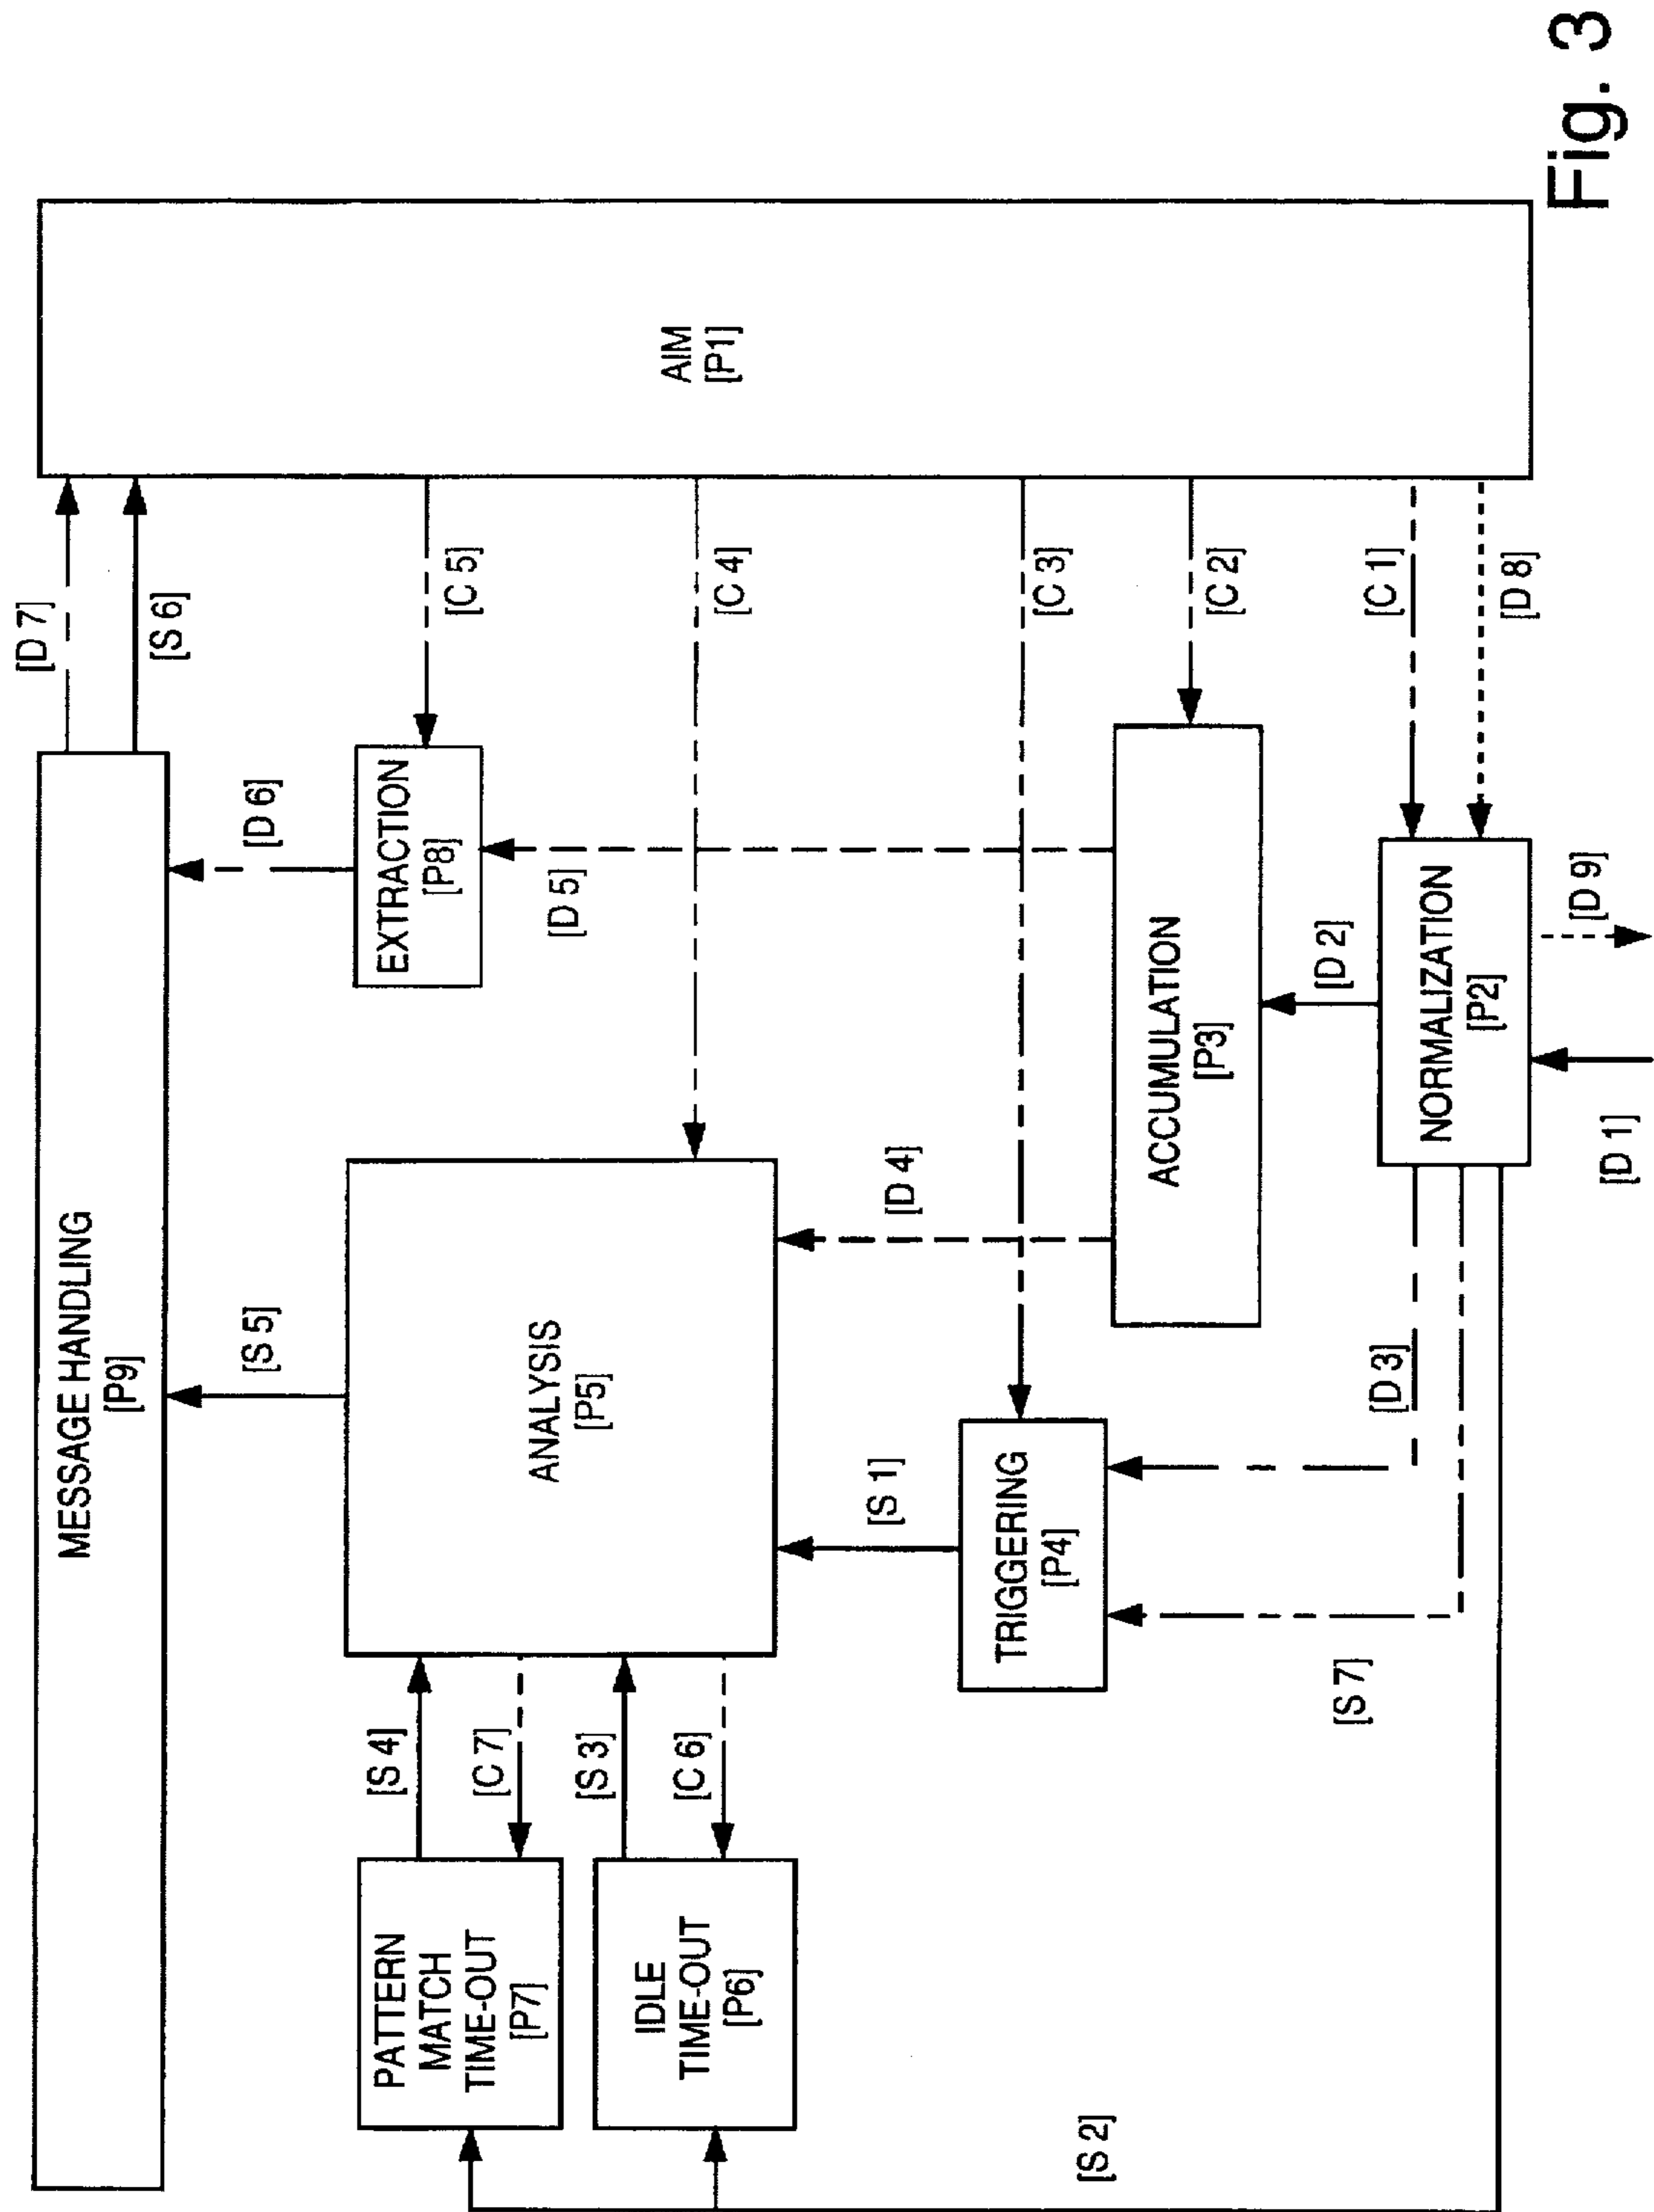 MESSAGE HANDLING
[P9]
[D 7]
[S 6]
[S 5]
[D 6]
PATTERN
MATCH
TIME-OUT
[P7]
[S 4]
[C 7]
ANALYSIS
[P5]
EXTRACTION
[P8]
[C 5]
IDLE
TIME-OUT
[P6]
[S 3]
[C 6]
[D 5]
[C 4]
AIM
[P1]
[S 1]
[D 4]
TRIGGERING
[P4]
[C 3]
ACCUMULATION
[P3]
[C 2]
[S 2]
[S 7]
[D 3]
[D 2]
[C 1]
NORMALIZATION
[P2]
[D 8]
[D 1]
[D 9]
Fig. 3